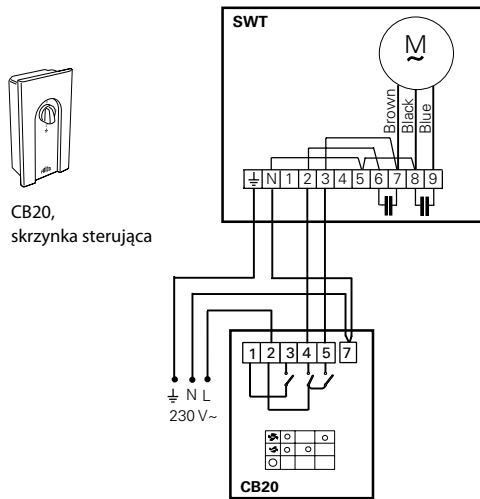 SWT
M
~
Brown
Black
Blue
⏚ N 1 2 3 4 5 6 7 8 9
CB20,
skrzynka sterująca
1 2 3 4 5 7
⏚ N L
230 V~
CB20